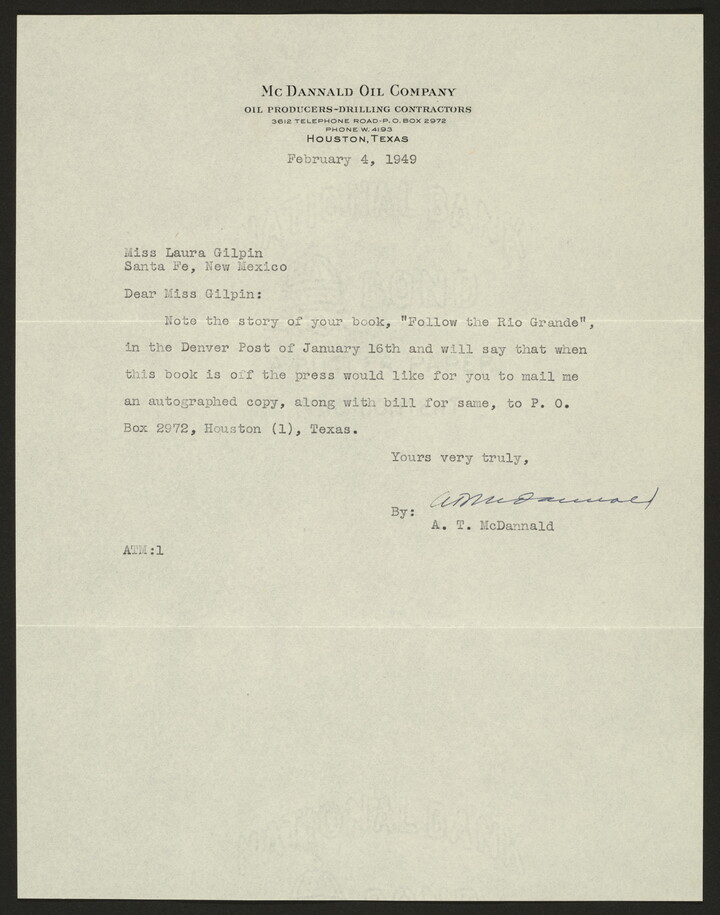 Mc Dannald Oil Company
OIL PRODUCERS-DRILLING CONTRACTORS
3612 TELEPHONE ROAD-P.O. BOX 2972
PHONE W. 4193
HOUSTON, TEXAS
February 4, 1949
Miss Laura Gilpin
Santa Fe, New Mexico
Dear Miss Gilpin:
Note the story of your book, "Follow the Rio Grande",
in the Denver Post of January 16th and will say that when
this book is off the press would like for you to mail me
an autographed copy, along with bill for same, to P. O.
Box 2972, Houston (1), Texas.
Yours very truly,
A T McDannald
By:
A. T. McDannald
ATM:l